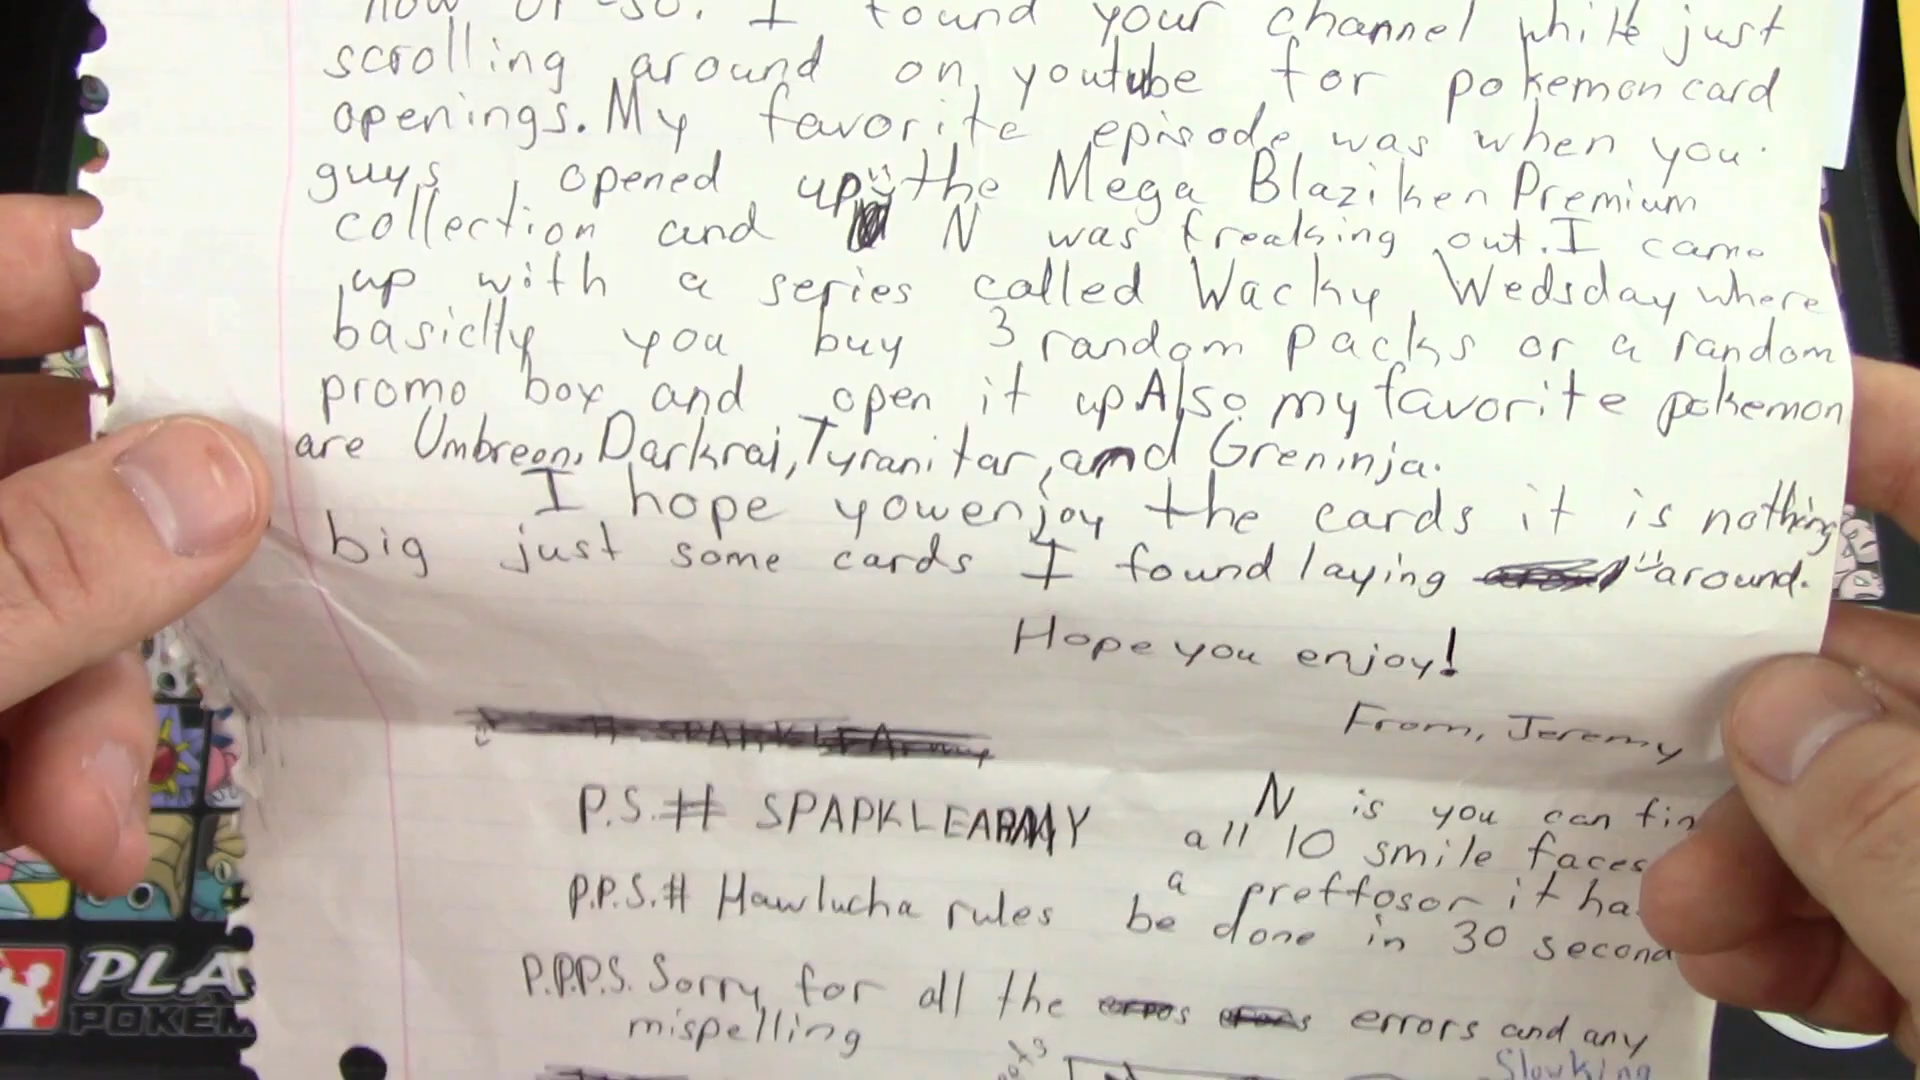 now or so. I found your channel while just
scrolling around on youtube for pokemon card
openings. My favorite episode was when you
guys opened up the Mega Blaziken Premium
collection and N was freaking out. I came
up with a series called Wacky Wedsday where
basiclly you buy 3 random packs or a random
promo box and open it up Also my favorite pokemon
are Umbreon, Darkrai, Tyranitar, and Greninja.
I hope you enjoy the cards it is nothing
big just some cards I found laying around.
Hope you enjoy!
From, Jeremy
# SPARKLEArmy
P.S. # SPAPKLEARMY
P.P.S. # Hawlucha rules
P.P.P.S. Sorry for all the erros errors and any
mispelling
N is you can fin
all 10 smile faces
a preffosor it ha
be done in 30 second
Slowking
PLA
POKÉM